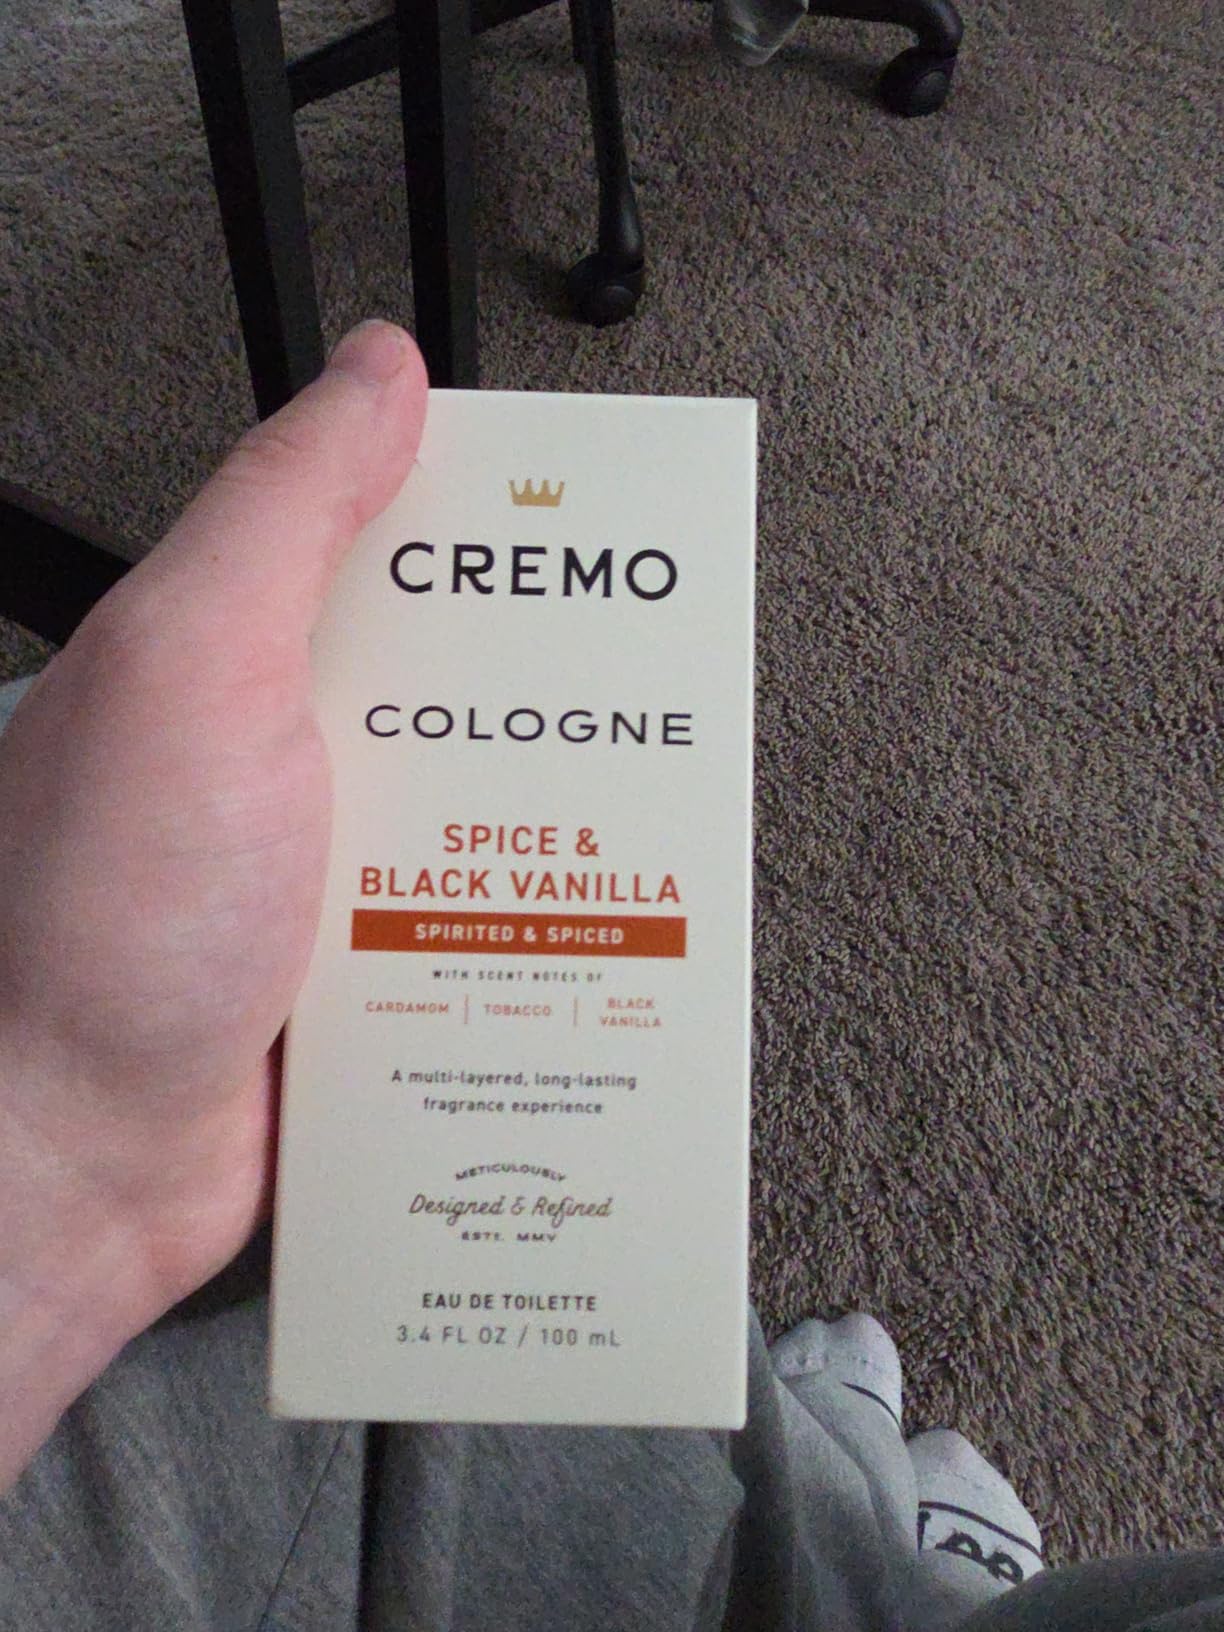 CREMO
COLOGNE
SPICE &
BLACK VANILLA
SPIRITED & SPICED
WITH SCENT NOTES OF
CARDAMOM | TOBACCO | BLACK VANILLA
A multi-layered, long-lasting
fragrance experience
METICULOUSLY
Designed & Refined
ESTD. MMV
EAU DE TOILETTE
3.4 FL OZ / 100 mL